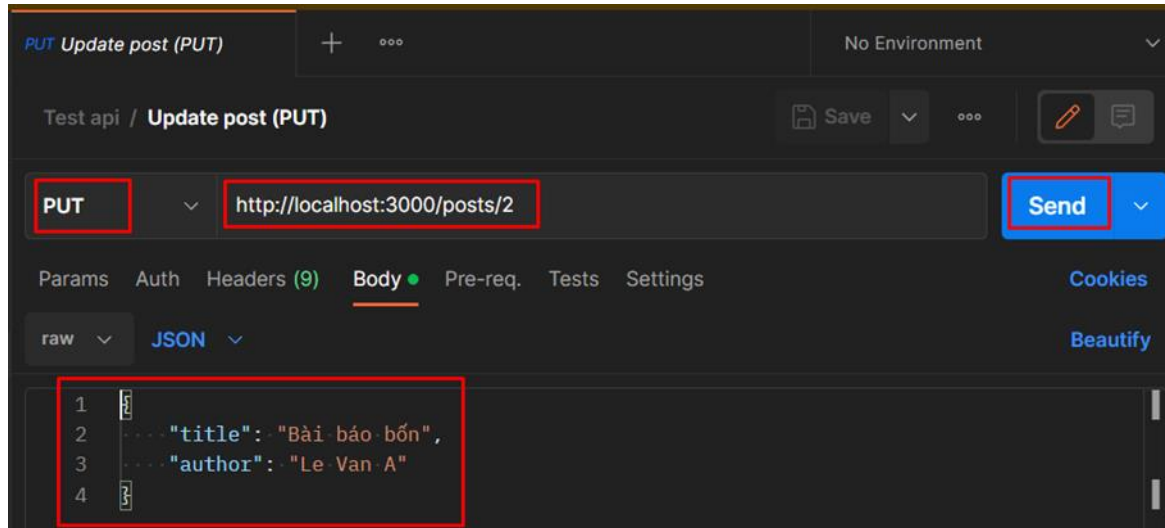 PUT Update post (PUT)
No Environment
Test api / Update post (PUT)
Save
PUT
http://localhost:3000/posts/2
Send
Params Auth Headers (9) Body Pre-req. Tests Settings
Cookies
raw JSON
Beautify
1 {
2 "title": "Bài báo bốn",
3 "author": "Le Van A"
4 }